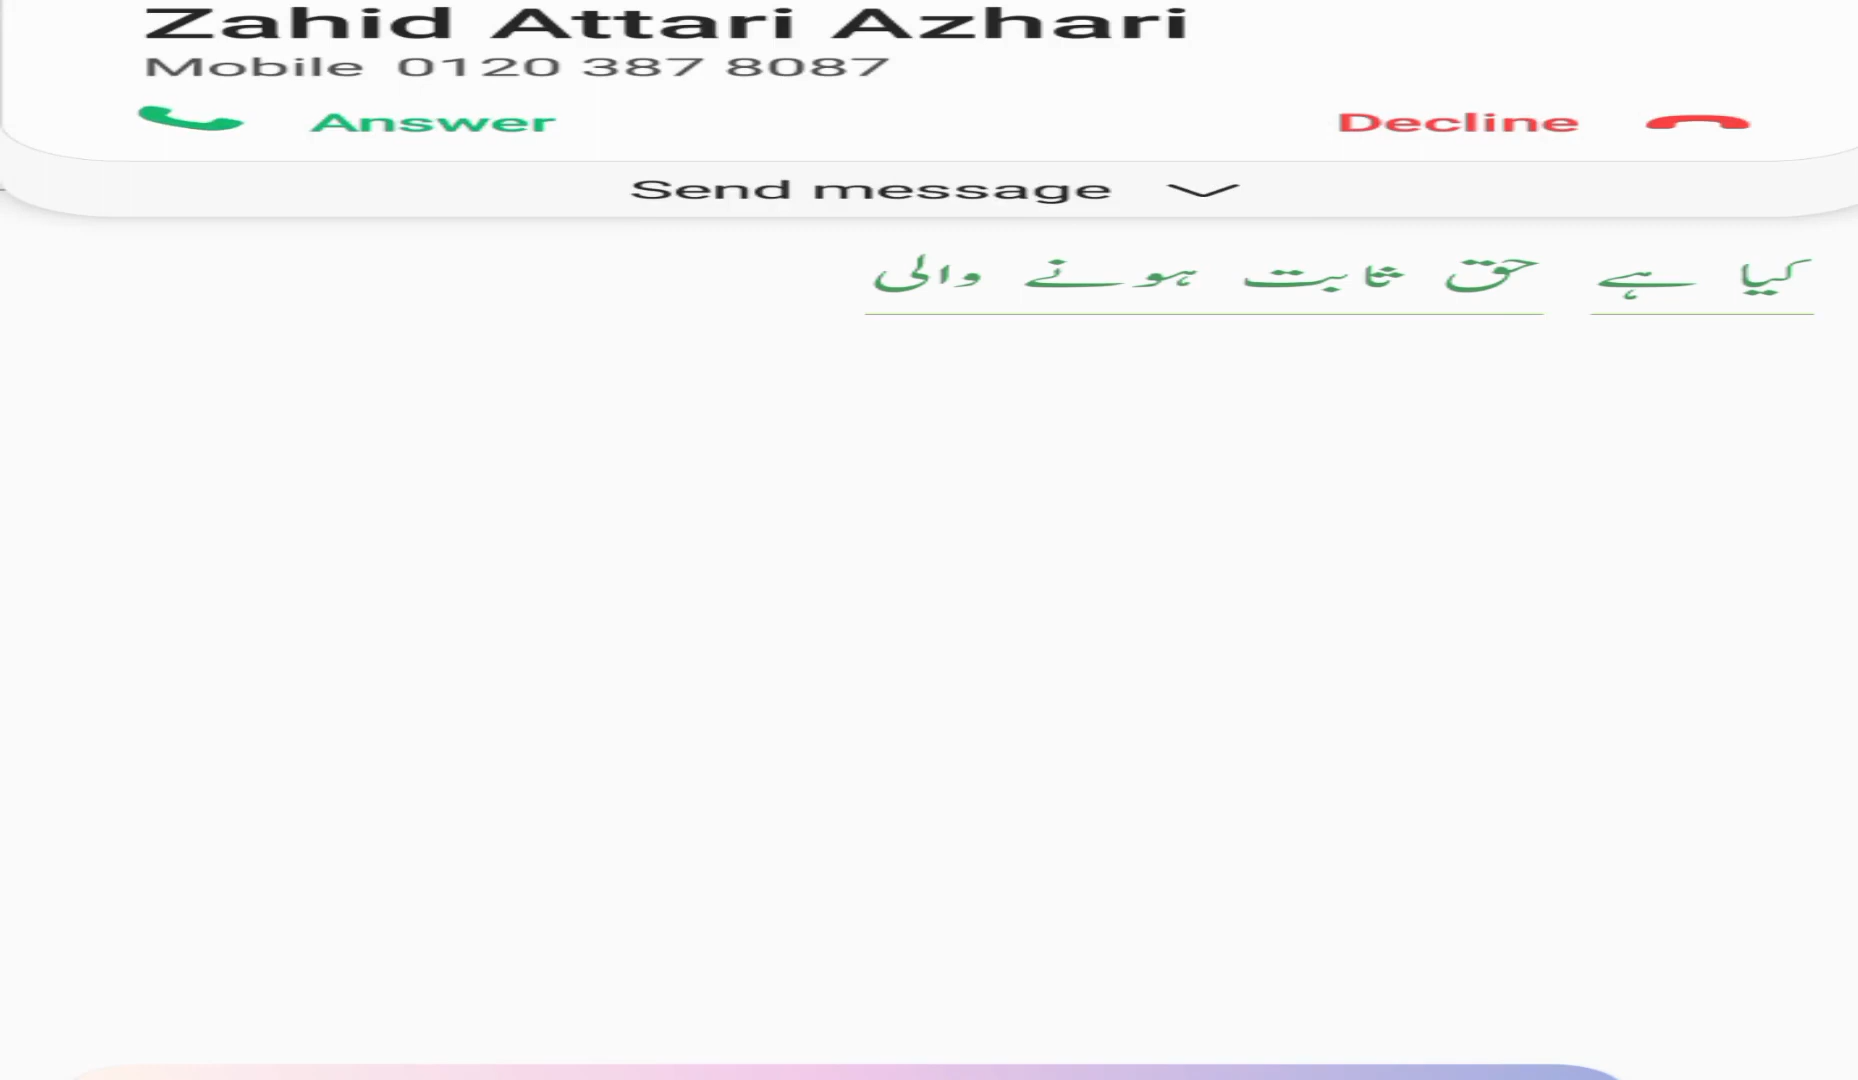 Zahid Attari Azhari
Mobile 0120 387 8087
Answer Decline
Send message
کیا ہے حق ثابت ہونے والی